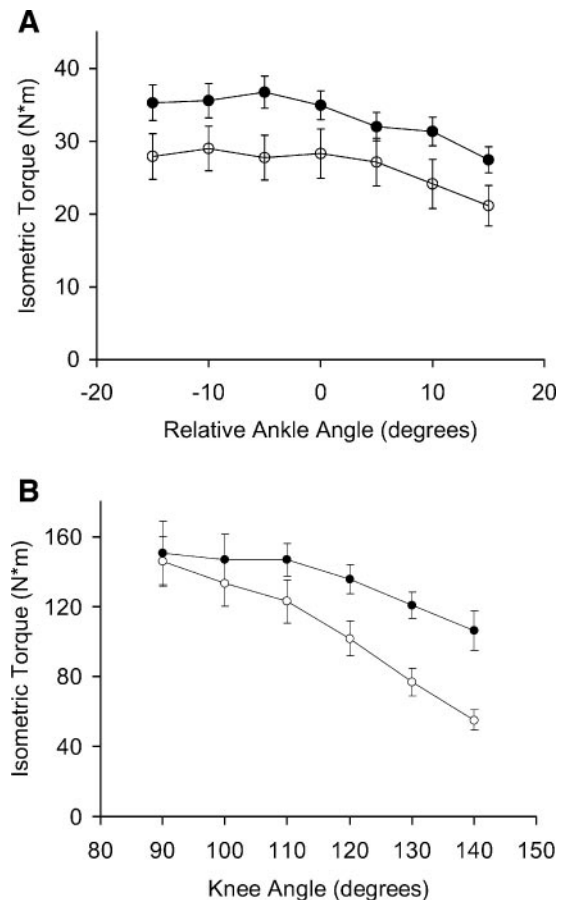 A
Isometric Torque (N*m)
40
30
20
10
0
-20 -10 0 10 20
Relative Ankle Angle (degrees)
B
Isometric Torque (N*m)
160
120
80
40
0
80 90 100 110 120 130 140 150
Knee Angle (degrees)